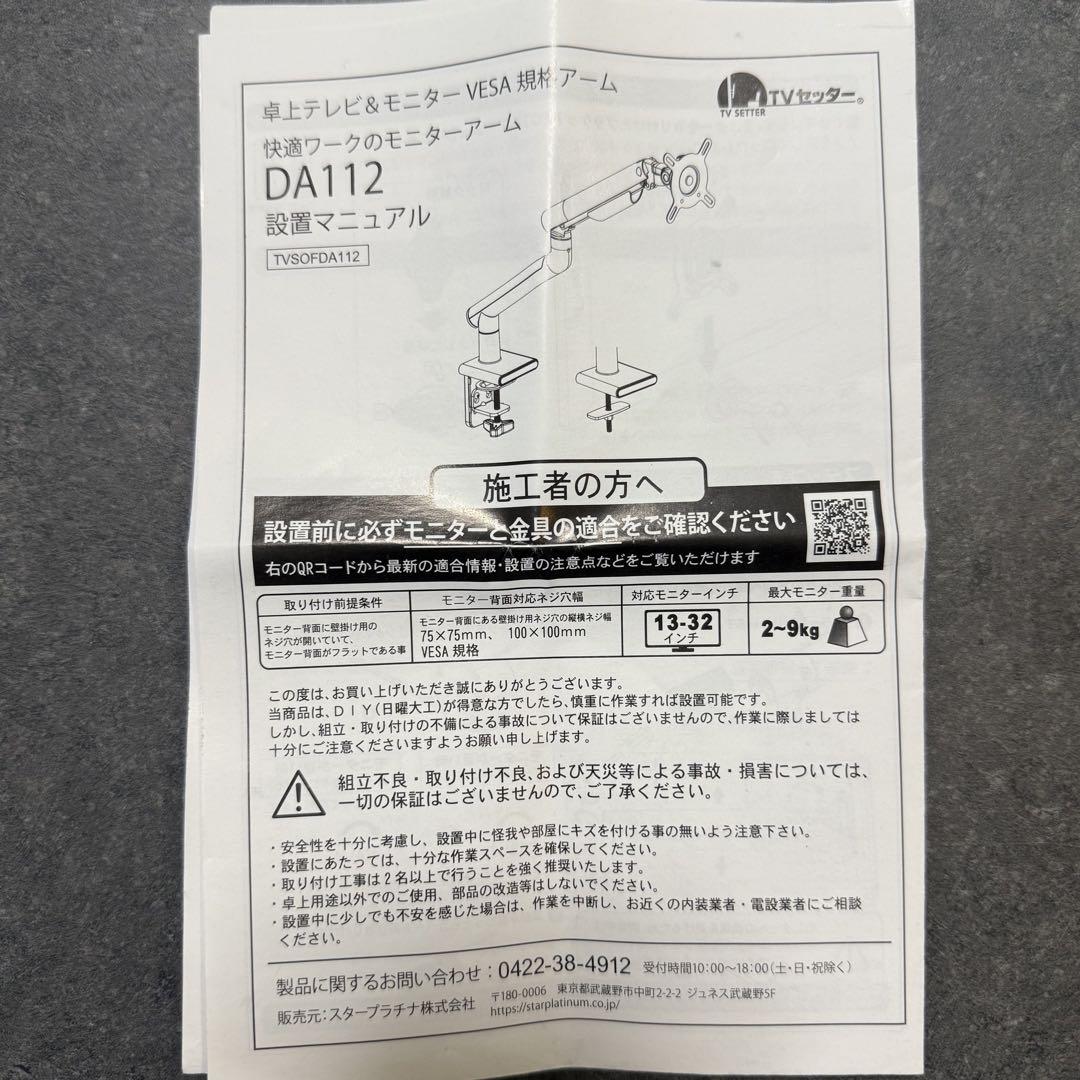 卓上テレビ&モニター VESA 規格アーム
TVセッター®
TV SETTER
快適ワークのモニターアーム
DA112
設置マニュアル
TVSOFDA112
施工者の方へ
設置前に必ずモニターと金具の適合をご確認ください
右のQRコードから最新の適合情報・設置の注意点などをご覧いただけます
取り付け前提条件
モニター背面に壁掛け用の
ネジ穴が開いていて、
モニター背面がフラットである事
モニター背面対応ネジ穴幅
モニター背面にある壁掛け用ネジ穴の縦横ネジ幅
75×75mm、 100×100mm
VESA 規格
対応モニターインチ
13-32
インチ
最大モニター重量
2~9kg
この度は、お買い上げいただき誠にありがとうございます。
当商品は、DIY(日曜大工)が得意な方でしたら、慎重に作業すれば設置可能です。
しかし、組立・取り付けの不備による事故について保証はございませんので、作業に際しましては
十分にご注意くださいますようお願い申し上げます。
組立不良・取り付け不良、および天災等による事故・損害については、
一切の保証はございませんので、ご了承ください。
・安全性を十分に考慮し、設置中に怪我や部屋にキズを付ける事の無いよう注意下さい。
・設置にあたっては、十分な作業スペースを確保してください。
・取り付け工事は2名以上で行うことを強く推奨いたします。
・卓上用途以外でのご使用、部品の改造等はしないでください。
・設置中に少しでも不安を感じた場合は、作業を中断し、お近くの内装業者・電設業者にご相談
ください。
製品に関するお問い合わせ：0422-38-4912 受付時間10:00〜18:00(土・日・祝除く)
販売元：スタープラチナ株式会社
〒180-0006 東京都武蔵野市中町2-2-2 ジュネス武蔵野5F
https://starplatinum.co.jp/